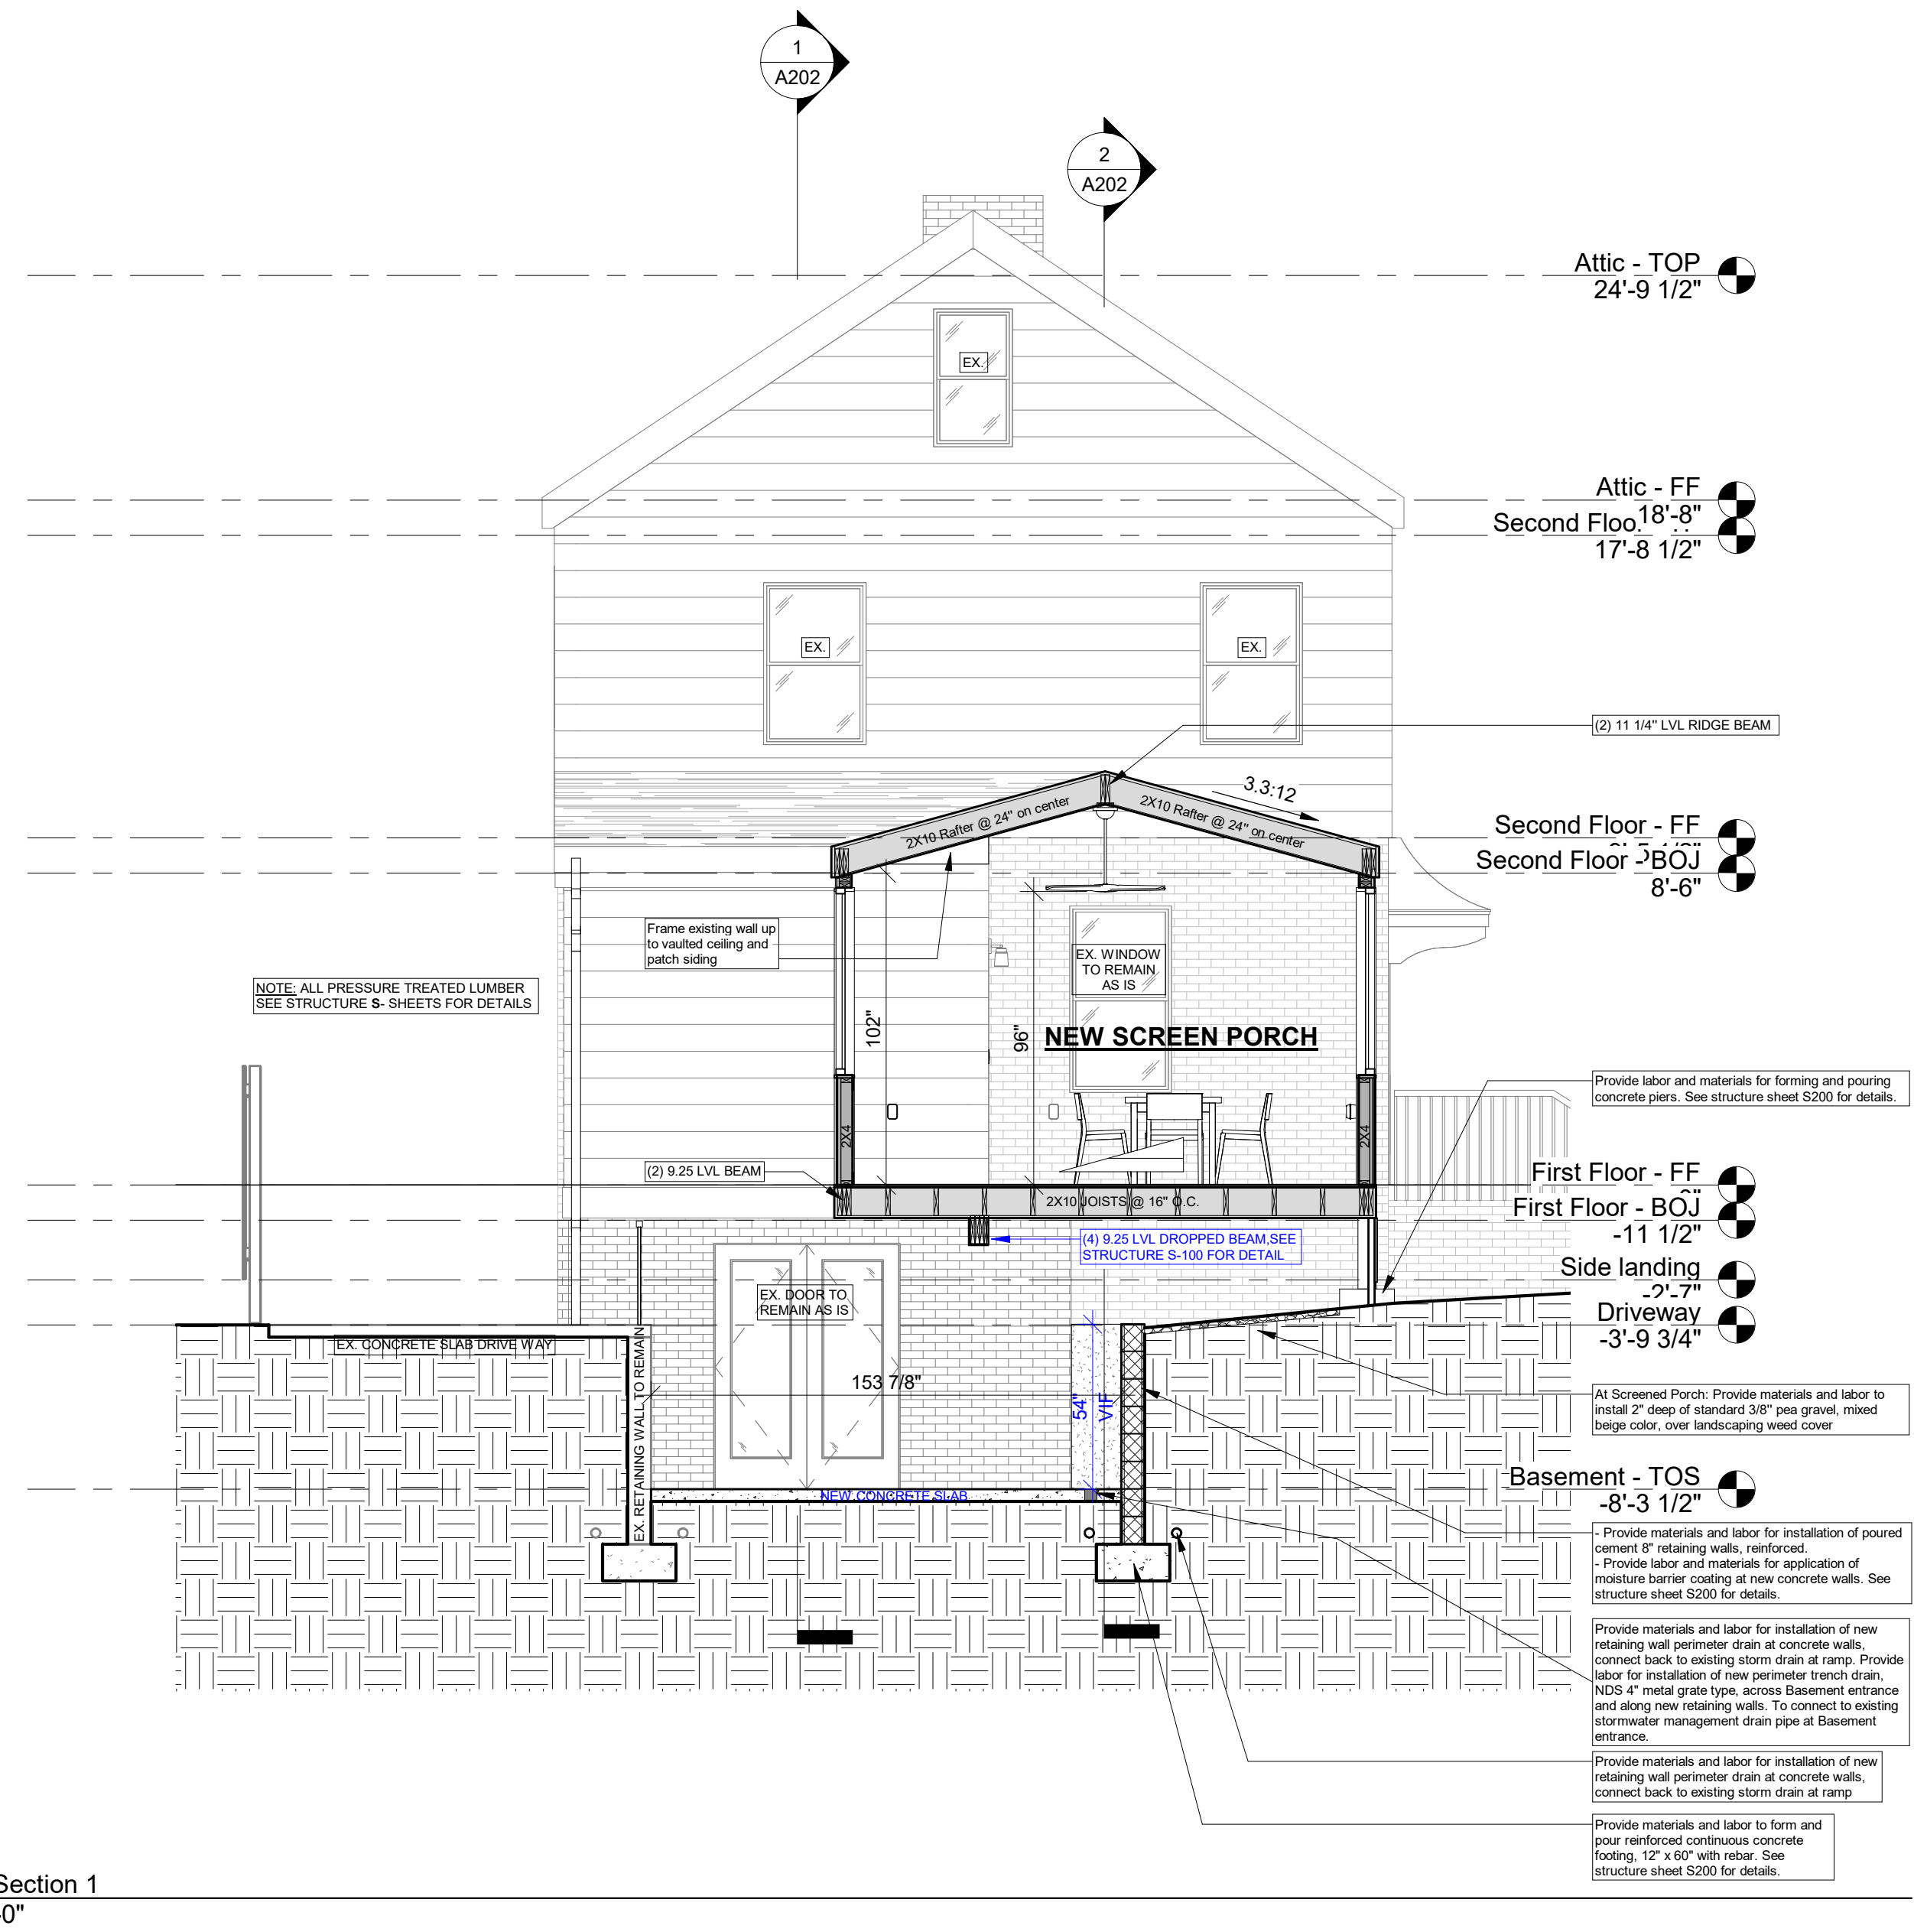 1
A202
2
A202
Attic - TOP
24'-9 1/2"
EX.
Attic - FF
18'-8"
Second Floo
17'-8 1/2"
EX.
EX.
(2) 11 1/4" LVL RIDGE BEAM
3.3:12
2X10 Rafter @ 24" on center
2X10 Rafter @ 24" on center
Second Floor - FF
Second Floor - BOJ
8'-6"
Frame existing wall up
to vaulted ceiling and
patch siding
EX. WINDOW
TO REMAIN
AS IS
NOTE: ALL PRESSURE TREATED LUMBER
SEE STRUCTURE S- SHEETS FOR DETAILS
102"
96"
NEW SCREEN PORCH
Provide labor and materials for forming and pouring
concrete piers. See structure sheet S200 for details.
2X4
2X4
(2) 9.25 LVL BEAM
First Floor - FF
2X10 JOISTS @ 16" O.C.
First Floor - BOJ
-11 1/2"
(4) 9.25 LVL DROPPED BEAM,SEE
STRUCTURE S-100 FOR DETAIL
Side landing
-2'-7"
EX. DOOR TO
REMAIN AS IS
Driveway
-3'-9 3/4"
EX. CONCRETE SLAB DRIVE WAY
EX. RETAINING WALL TO REMAIN
153 7/8"
54"
VIF
At Screened Porch: Provide materials and labor to
install 2" deep of standard 3/8" pea gravel, mixed
beige color, over landscaping weed cover
Basement - TOS
-8'-3 1/2"
NEW CONCRETE SLAB
- Provide materials and labor for installation of poured
cement 8" retaining walls, reinforced.
- Provide labor and materials for application of
moisture barrier coating at new concrete walls. See
structure sheet S200 for details.
Provide materials and labor for installation of new
retaining wall perimeter drain at concrete walls,
connect back to existing storm drain at ramp. Provide
labor for installation of new perimeter trench drain,
NDS 4" metal grate type, across Basement entrance
and along new retaining walls. To connect to existing
stormwater management drain pipe at Basement
entrance.
Provide materials and labor for installation of new
retaining wall perimeter drain at concrete walls,
connect back to existing storm drain at ramp
Provide materials and labor to form and
pour reinforced continuous concrete
footing, 12" x 60" with rebar. See
structure sheet S200 for details.
Section 1
0"